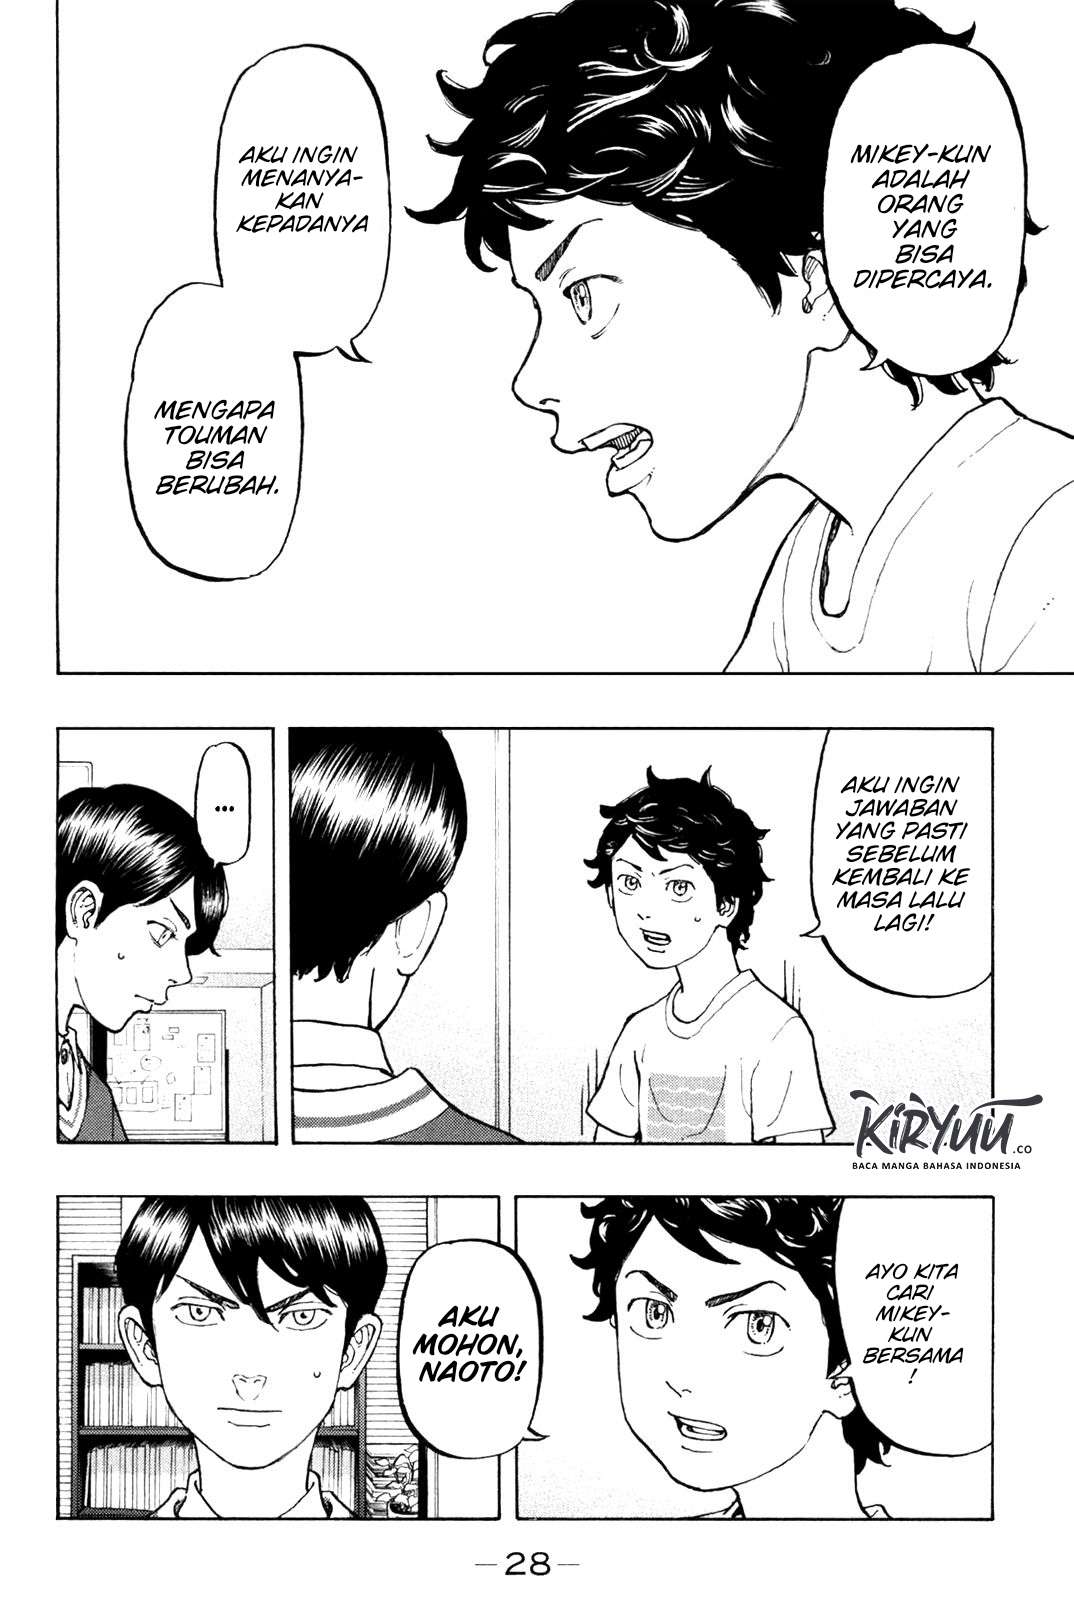 MIKEY-KUN
ADALAH
ORANG
YANG
BISA
DIPERCAYA.
AKU INGIN
MENANYA-
KAN
KEPADANYA
MENGAPA
TOUMAN
BISA
BERUBAH.
AKU INGIN
JAWABAN
YANG PASTI
SEBELUM
KEMBALI KE
MASA LALU
LAGI!
...
KIRYUU
.CO
BACA MANGA BAHASA INDONESIA
AYO KITA
CARI
MIKEY-
KUN
BERSAMA
!
AKU
MOHON,
NAOTO!
—28—